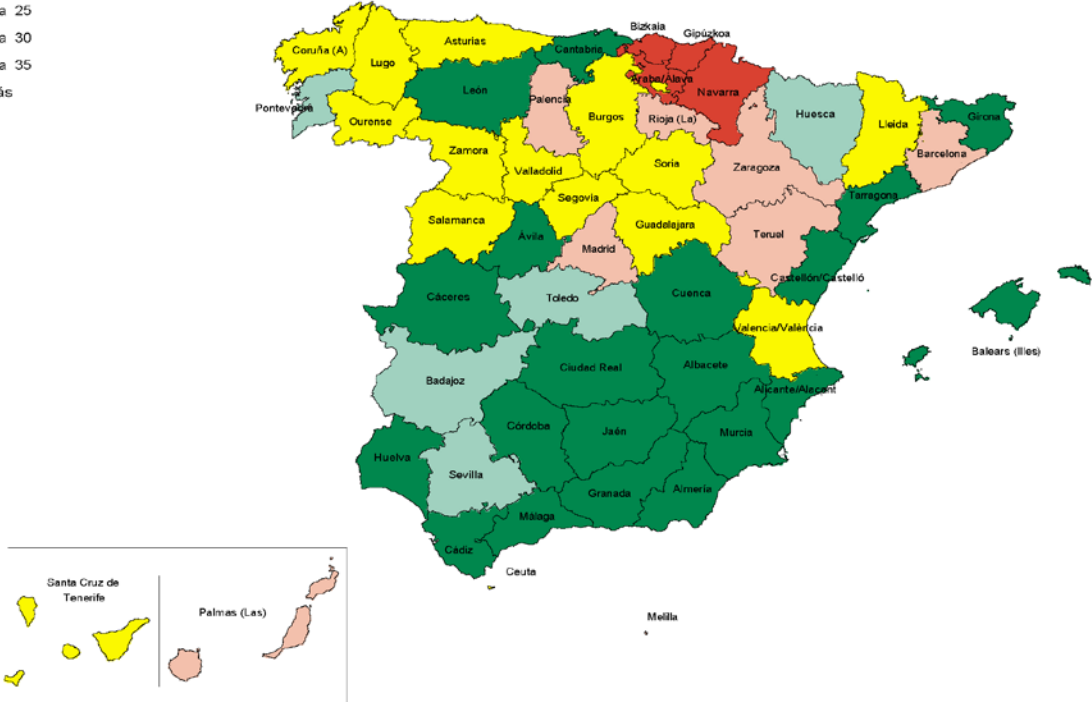 a 25
a 30
a 35
ás
Bizkaia
Gipúzkoa
Coruña (A)
Asturias
Cantabria
Lugo
Araba/Álava
León
Palencia
Navarra
Pontevedra
Burgos
Rioja (La)
Huesca
Girona
Ourense
Lleida
Zamora
Barcelona
Valladolid
Soria
Zaragoza
Segovia
Tarragona
Salamanca
Guadalajara
Ávila
Madrid
Teruel
Castellón/Castelló
Cáceres
Toledo
Cuenca
Valencia/València
Balears (Illes)
Ciudad Real
Albacete
Badajoz
Alicante/Alacant
Córdoba
Jaén
Murcia
Huelva
Sevilla
Granada
Almería
Málaga
Cádiz
Ceuta
Santa Cruz de
Tenerife
Palmas (Las)
Melilla